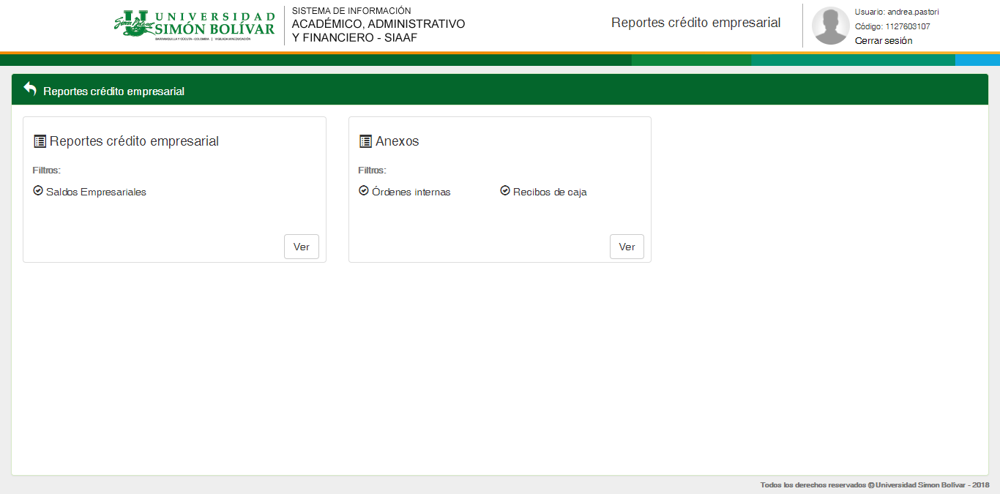 UNIVERSIDAD
SIMÓN BOLÍVAR
BARRANQUILLA Y CÚCUTA - COLOMBIA | VIGILADA MINEDUCACIÓN
SISTEMA DE INFORMACIÓN
ACADÉMICO, ADMINISTRATIVO
Y FINANCIERO - SIAAF
Reportes crédito empresarial
Usuario: andrea.pastori
Código: 1127603107
Cerrar sesión
Reportes crédito empresarial
Reportes crédito empresarial
Filtros:
Saldos Empresariales
Ver
Anexos
Filtros:
Órdenes internas
Recibos de caja
Ver
Todos los derechos reservados @ Universidad Simon Bolívar - 2018